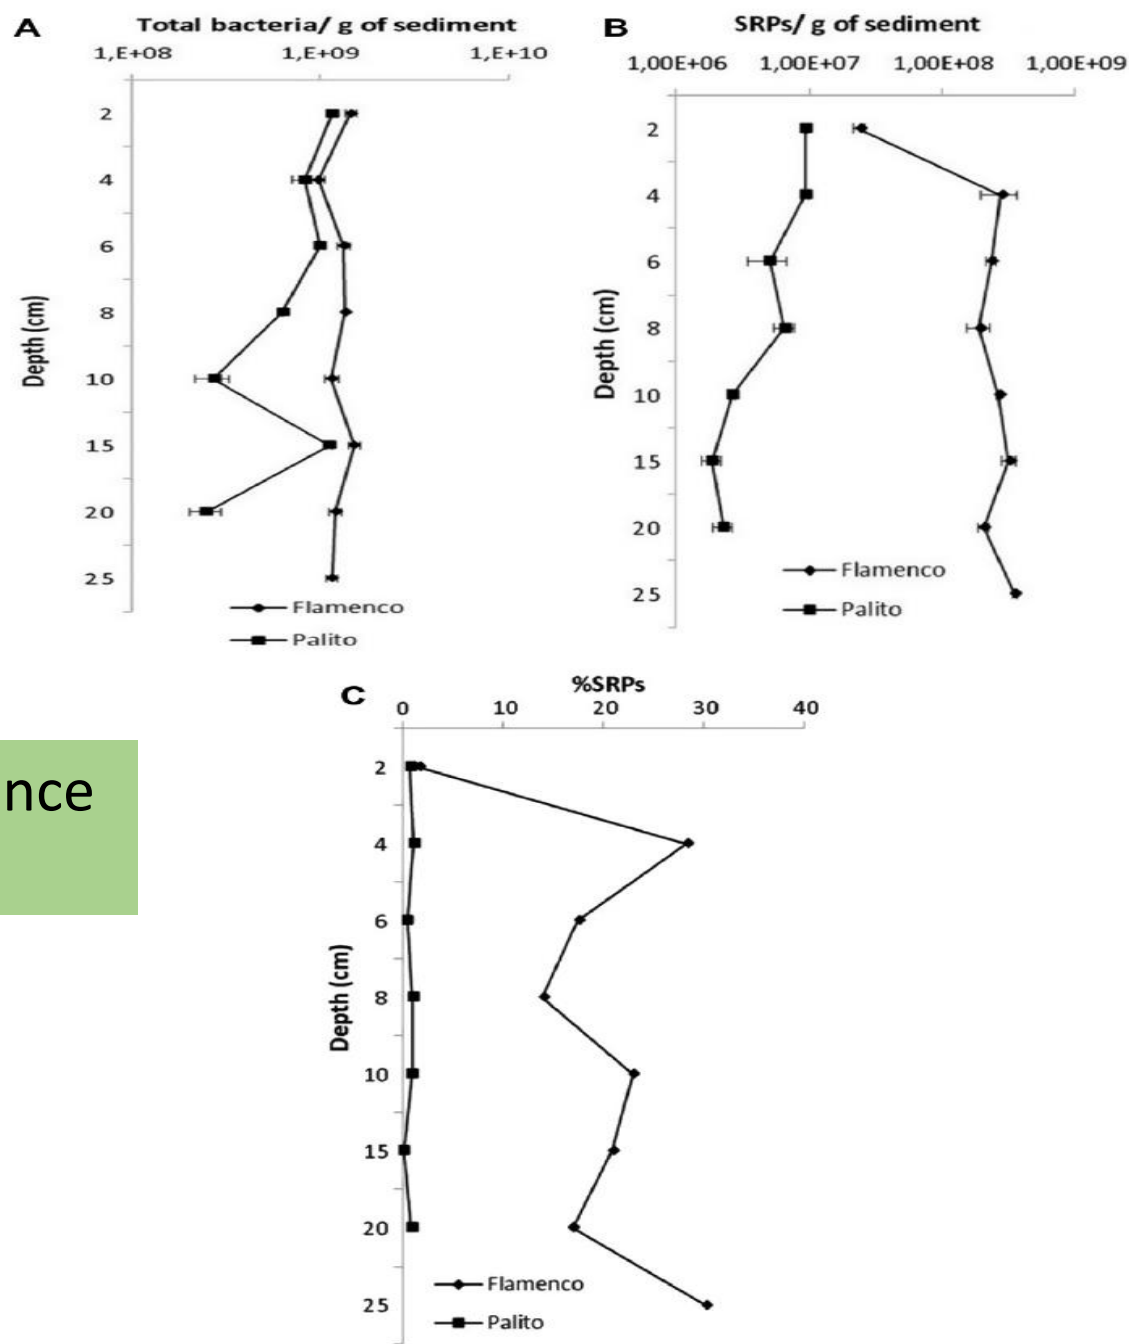 A
Total bacteria/ g of sediment
1,E+08 1,E+09 1,E+10
2
4
6
8
10
15
20
25
Depth (cm)
Flamenco
Palito
B
SRPs/ g of sediment
1,00E+06 1,00E+07 1,00E+08 1,00E+09
2
4
6
8
10
15
20
25
Depth (cm)
Flamenco
Palito
C
%SRPs
0 10 20 30 40
2
4
6
8
10
15
20
25
Depth (cm)
Flamenco
Palito
nce